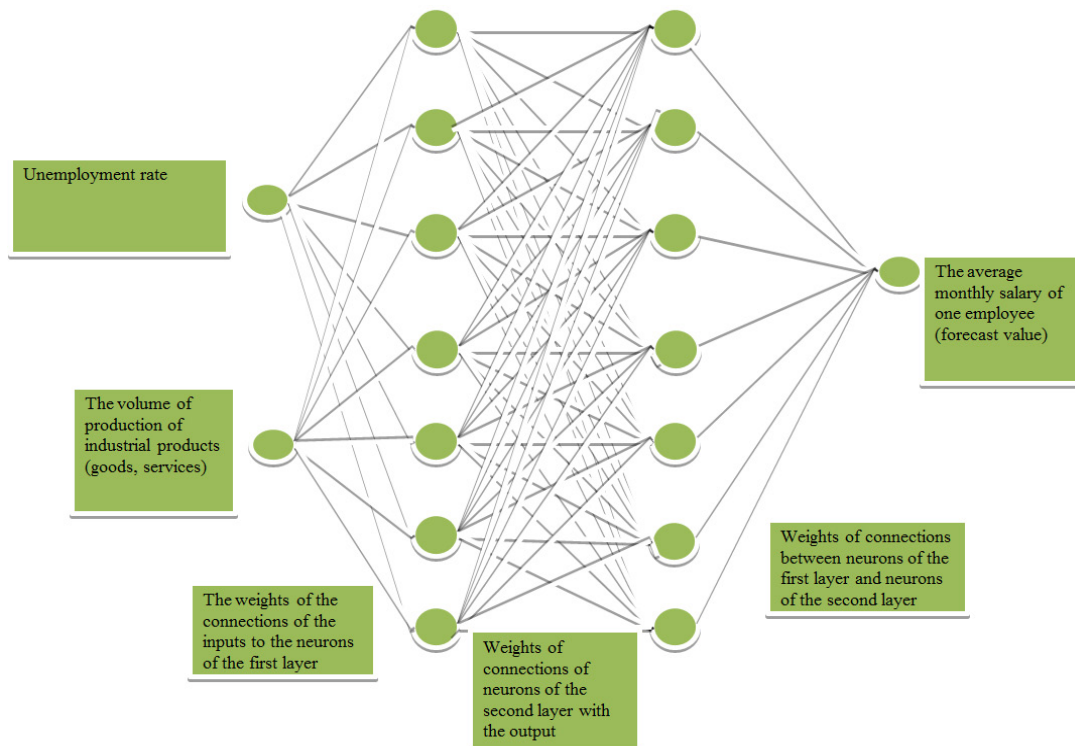 Unemployment rate
The volume of
production of
industrial products
(goods, services)
The weights of the
connections of the
inputs to the neurons
of the first layer
Weights of
connections of
neurons of the
second layer with
the output
Weights of connections
between neurons of the
first layer and neurons
of the second layer
The average
monthly salary of
one employee
(forecast value)